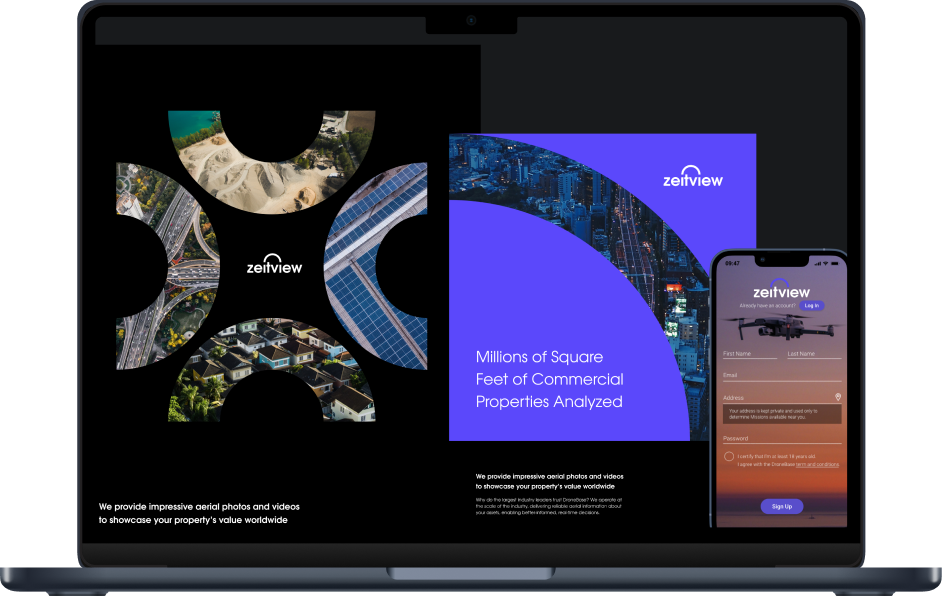 zeitview
We provide impressive aerial photos and videos
to showcase your property's value worldwide
zeitview
Millions of Square
Feet of Commercial
Properties Analyzed
We provide impressive aerial photos and videos
to showcase your property's value worldwide
Why do the largest industry leaders trust DroneBase? We operate at
the scale of the industry, delivering reliable aerial information about
your assets, enabling better-informed, real-time decisions.
09:47
zeitview
Already have an account? Log In
First Name Last Name
Email
Address
Your address is kept private and used only to
determine Missions available near you.
Password
I certify that I'm at least 18 years old.
I agree with the DroneBase term and conditions
Sign Up